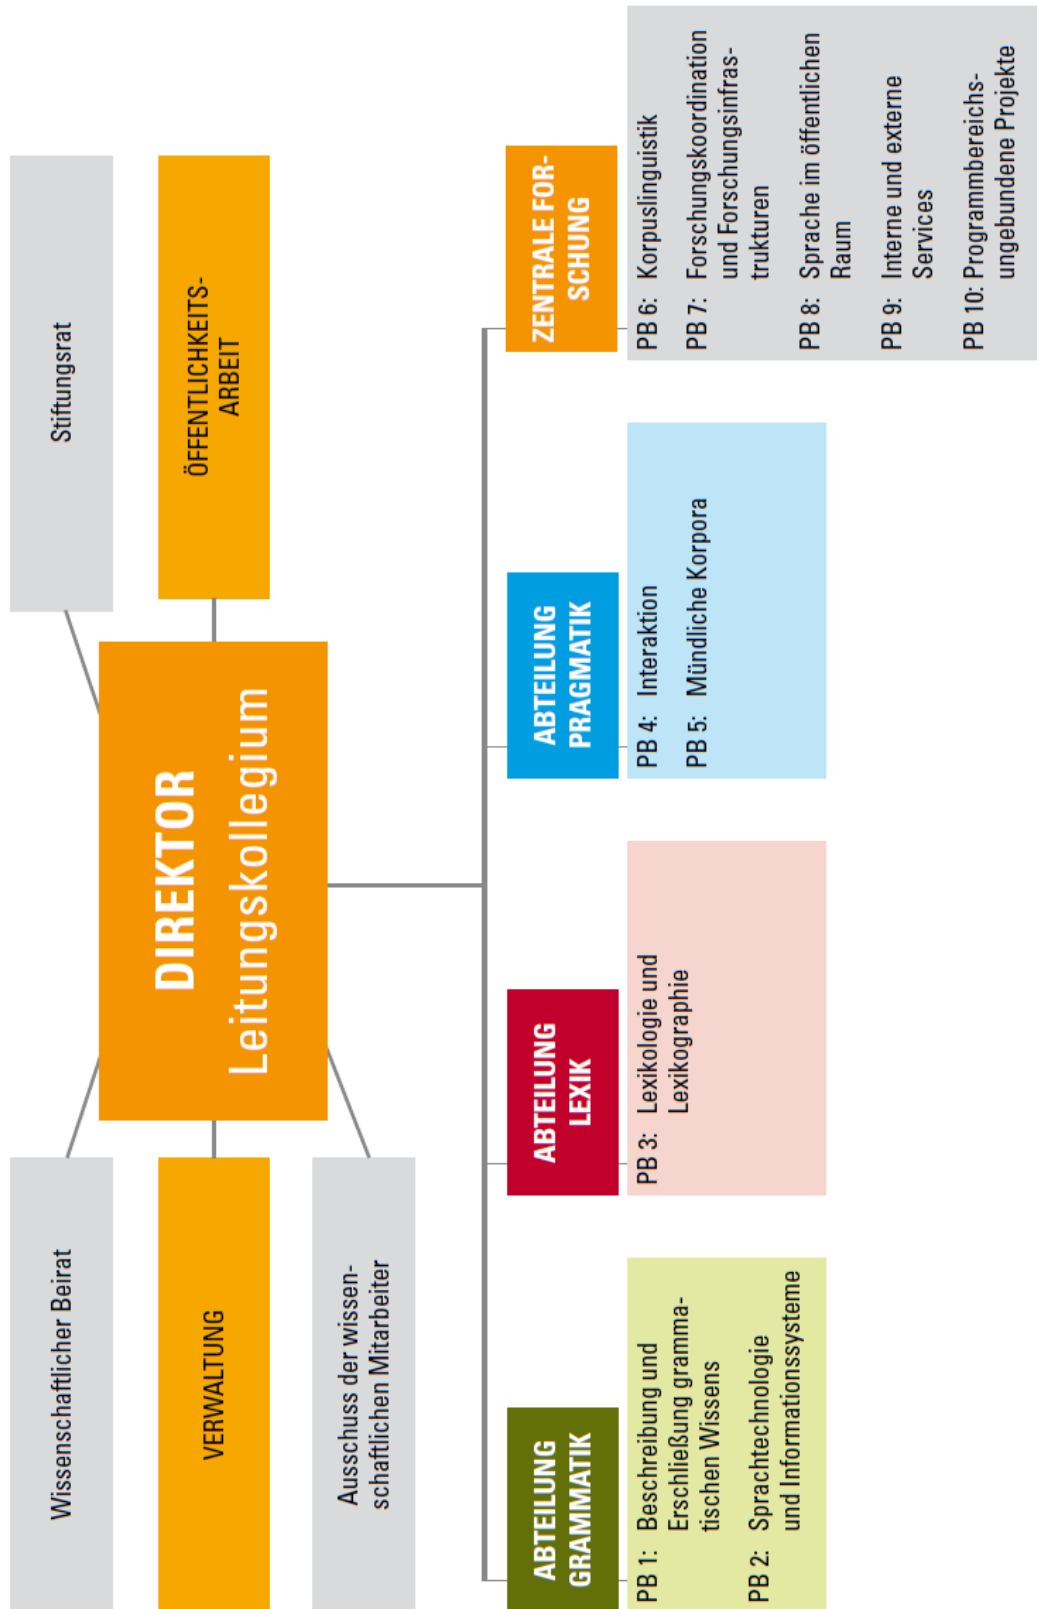 Wissenschaftlicher Beirat
Stiftungsrat
DIREKTOR
Leitungskollegium
VERWALTUNG
ÖFFENTLICHKEITS-
ARBEIT
Ausschuss der wissen-
schaftlichen Mitarbeiter
ABTEILUNG
GRAMMATIK
PB 1: Beschreibung und
Erschließung gramma-
tischen Wissens
PB 2: Sprachtechnologie
und Informationssysteme
ABTEILUNG
LEXIK
PB 3: Lexikologie und
Lexikographie
ABTEILUNG
PRAGMATIK
PB 4: Interaktion
PB 5: Mündliche Korpora
ZENTRALE FOR-
SCHUNG
PB 6: Korpuslinguistik
PB 7: Forschungskoordination
und Forschungsinfras-
trukturen
PB 8: Sprache im öffentlichen
Raum
PB 9: Interne und externe
Services
PB 10: Programmbereichs-
ungebundene Projekte